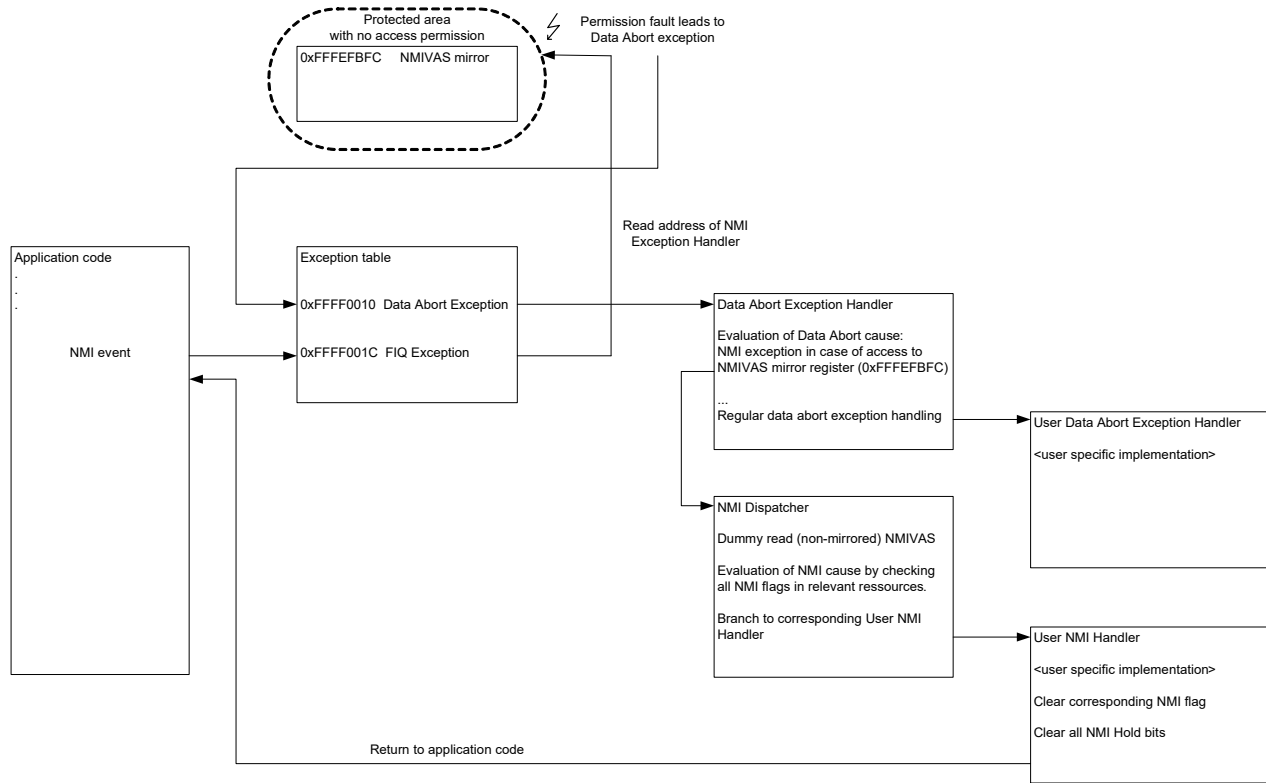 Protected area
with no access permission
0xFFFEFBFC NMIVAS mirror
Permission fault leads to
Data Abort exception
Read address of NMI
Exception Handler
Application code
.
.
.
NMI event
Exception table
0xFFFF0010 Data Abort Exception
0xFFFF001C FIQ Exception
Data Abort Exception Handler
Evaluation of Data Abort cause:
NMI exception in case of access to
NMIVAS mirror register (0xFFFEFBFC)
...
Regular data abort exception handling
User Data Abort Exception Handler
<user specific implementation>
NMI Dispatcher
Dummy read (non-mirrored) NMIVAS
Evaluation of NMI cause by checking
all NMI flags in relevant ressources.
Branch to corresponding User NMI
Handler
User NMI Handler
<user specific implementation>
Clear corresponding NMI flag
Clear all NMI Hold bits
Return to application code